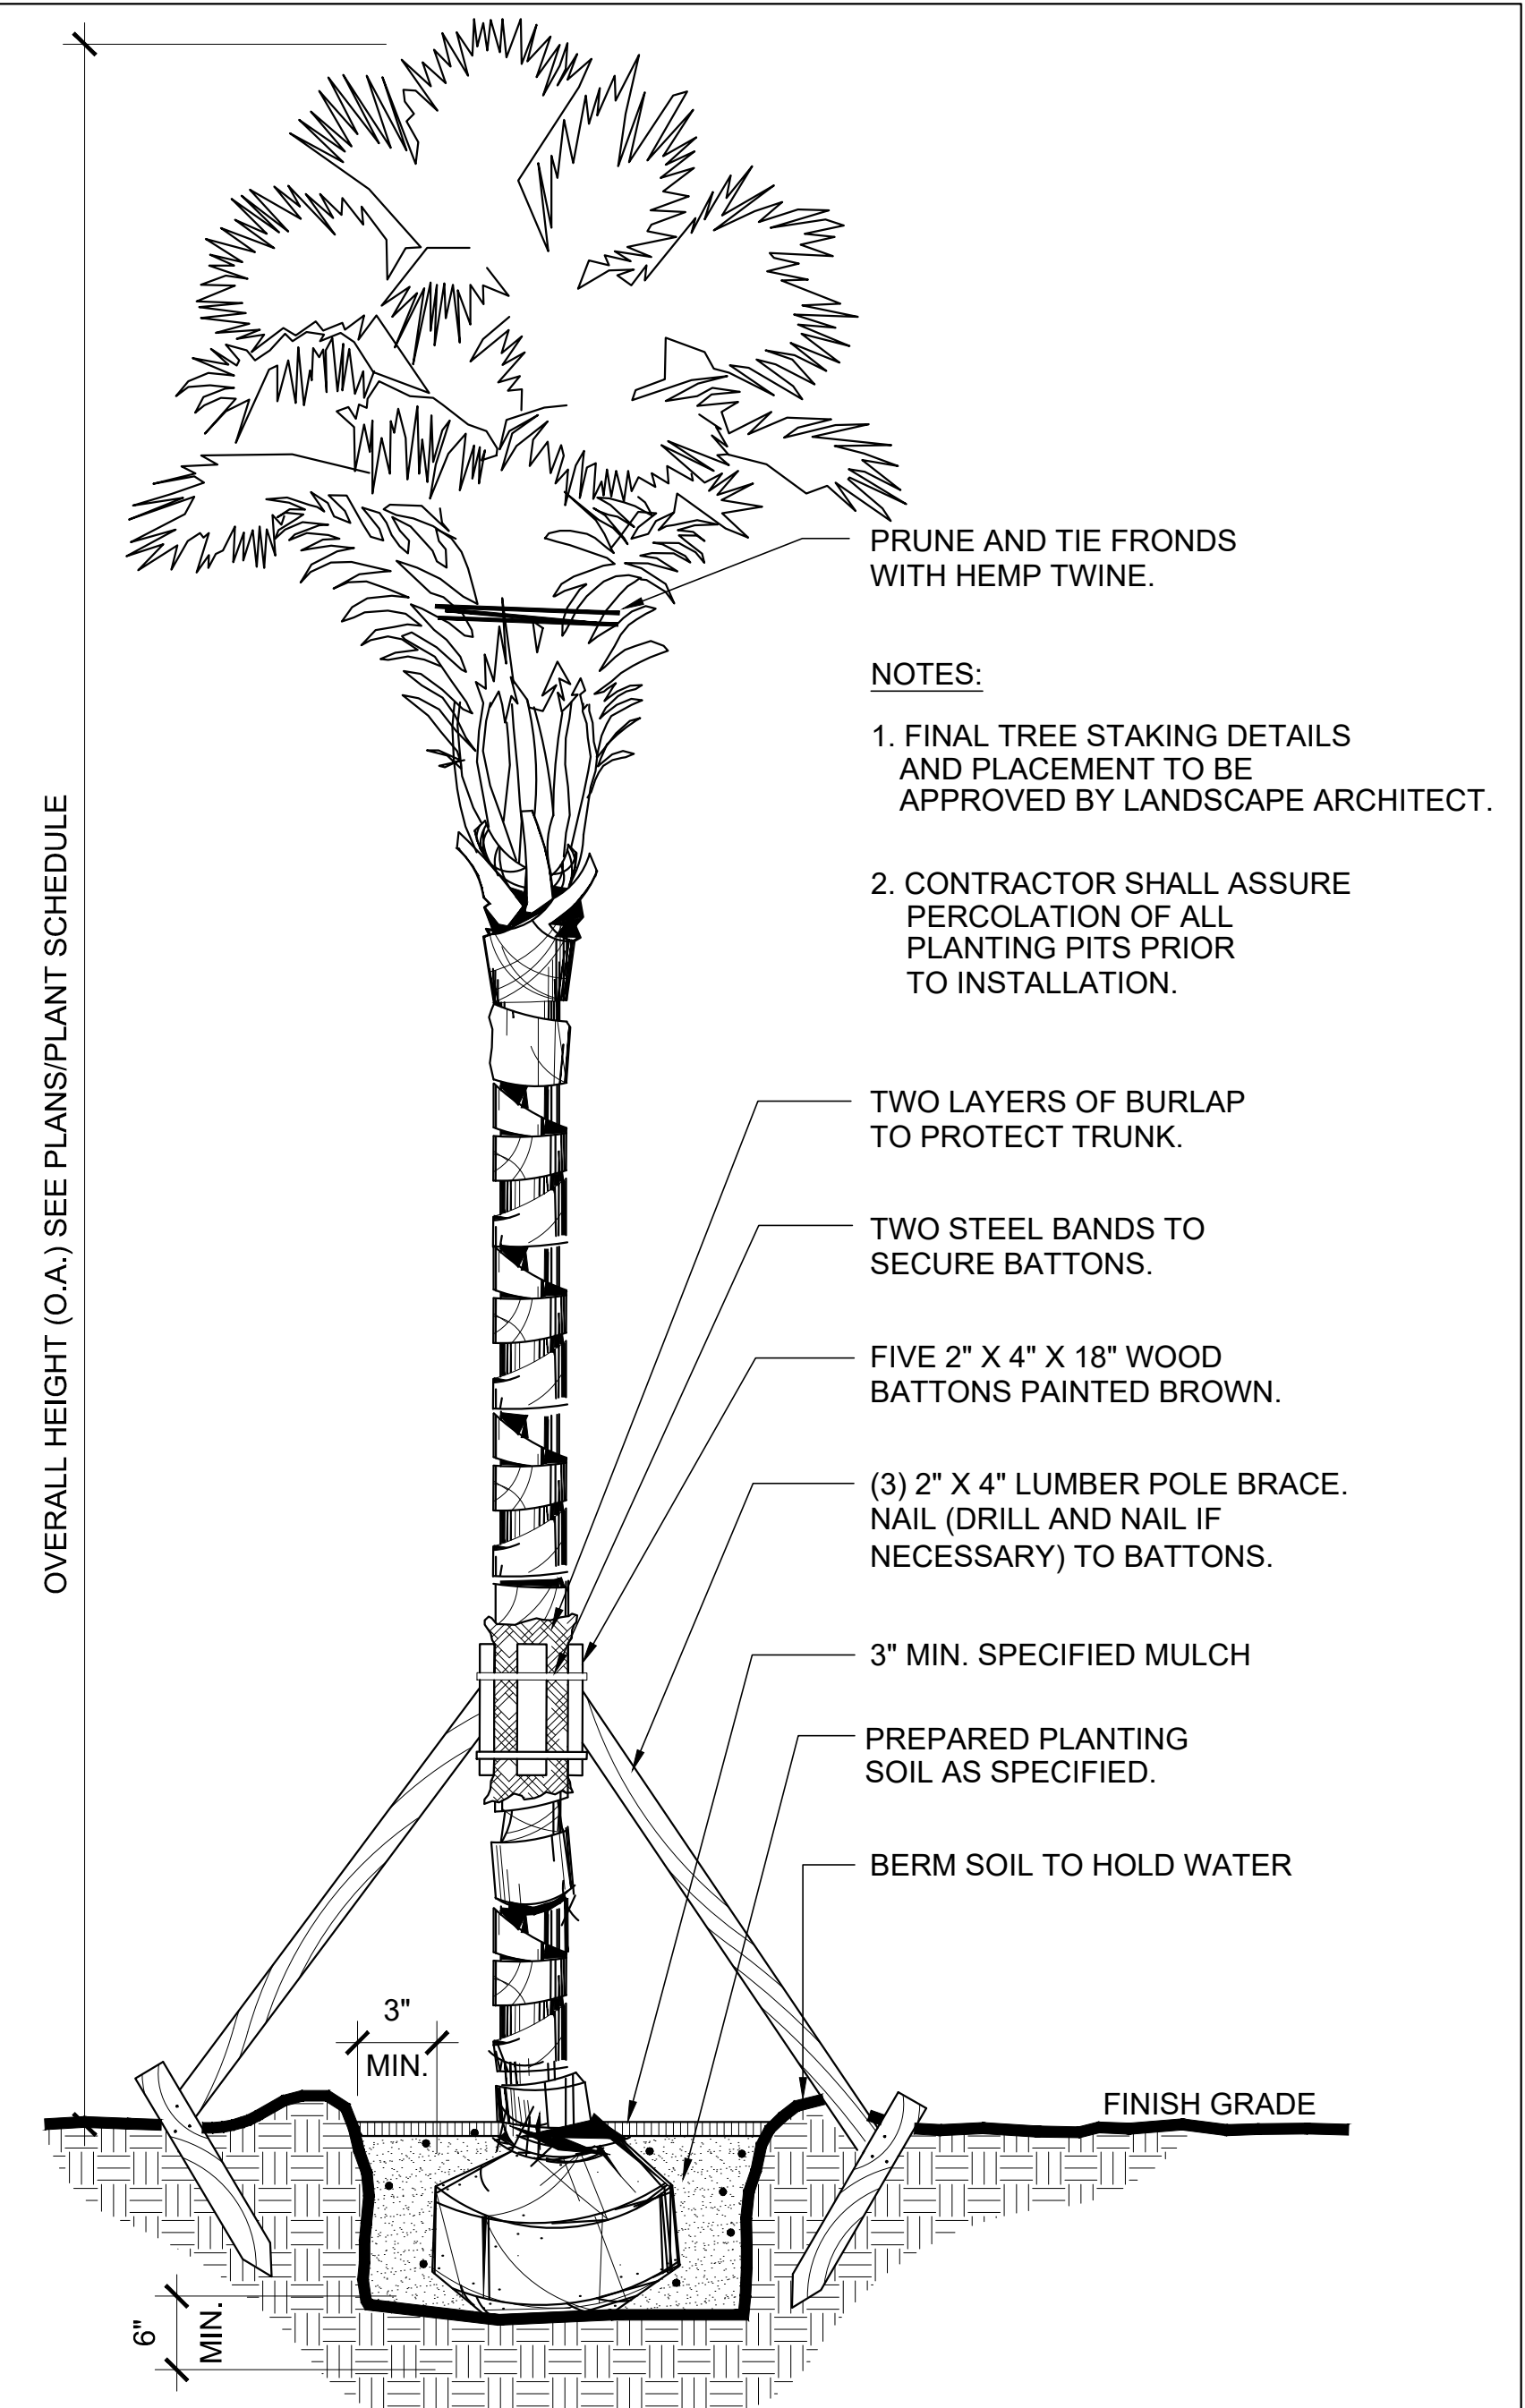 PRUNE AND TIE FRONDS
WITH HEMP TWINE.
NOTES:
1. FINAL TREE STAKING DETAILS
AND PLACEMENT TO BE
APPROVED BY LANDSCAPE ARCHITECT.
2. CONTRACTOR SHALL ASSURE
PERCOLATION OF ALL
PLANTING PITS PRIOR
TO INSTALLATION.
OVERALL HEIGHT (O.A.) SEE PLANS/PLANT SCHEDULE
TWO LAYERS OF BURLAP
TO PROTECT TRUNK.
TWO STEEL BANDS TO
SECURE BATTONS.
FIVE 2" X 4" X 18" WOOD
BATTONS PAINTED BROWN.
(3) 2" X 4" LUMBER POLE BRACE.
NAIL (DRILL AND NAIL IF
NECESSARY) TO BATTONS.
3" MIN. SPECIFIED MULCH
PREPARED PLANTING
SOIL AS SPECIFIED.
BERM SOIL TO HOLD WATER
3"
MIN.
FINISH GRADE
6"
MIN.